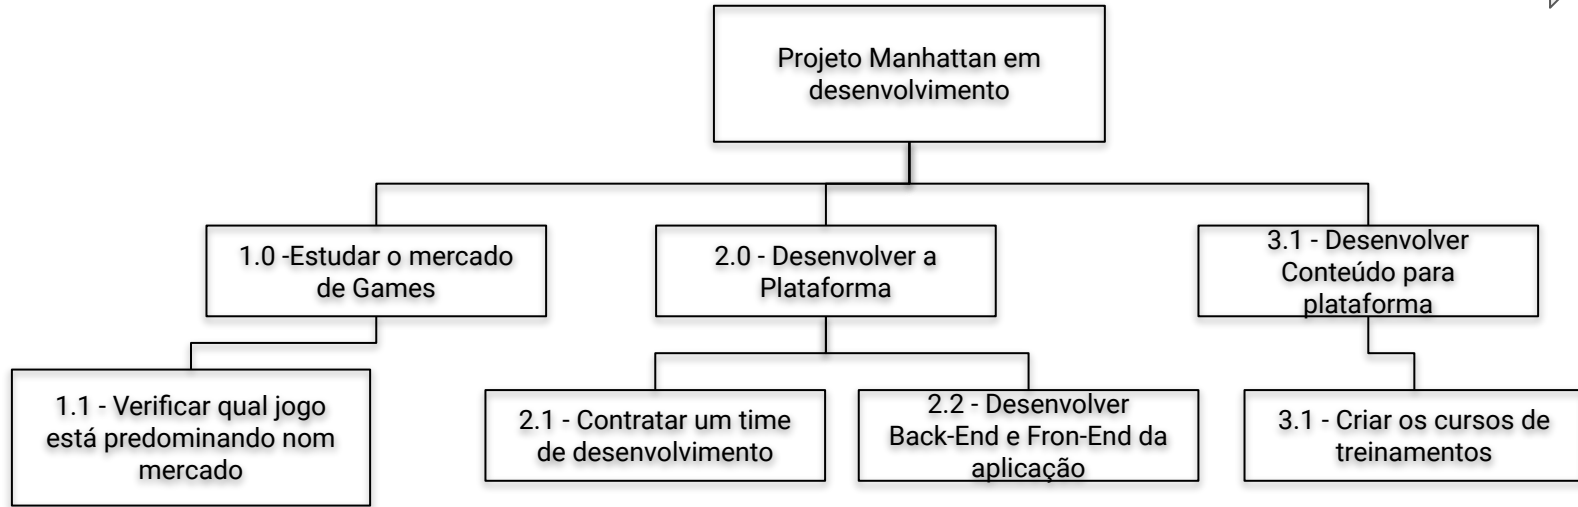 Projeto Manhattan em
desenvolvimento
1.0 -Estudar o mercado
de Games
2.0 - Desenvolver a
Plataforma
3.1 - Desenvolver
Conteúdo para
plataforma
1.1 - Verificar qual jogo
está predominando nom
mercado
2.1 - Contratar um time
de desenvolvimento
2.2 - Desenvolver
Back-End e Fron-End da
aplicação
3.1 - Criar os cursos de
treinamentos